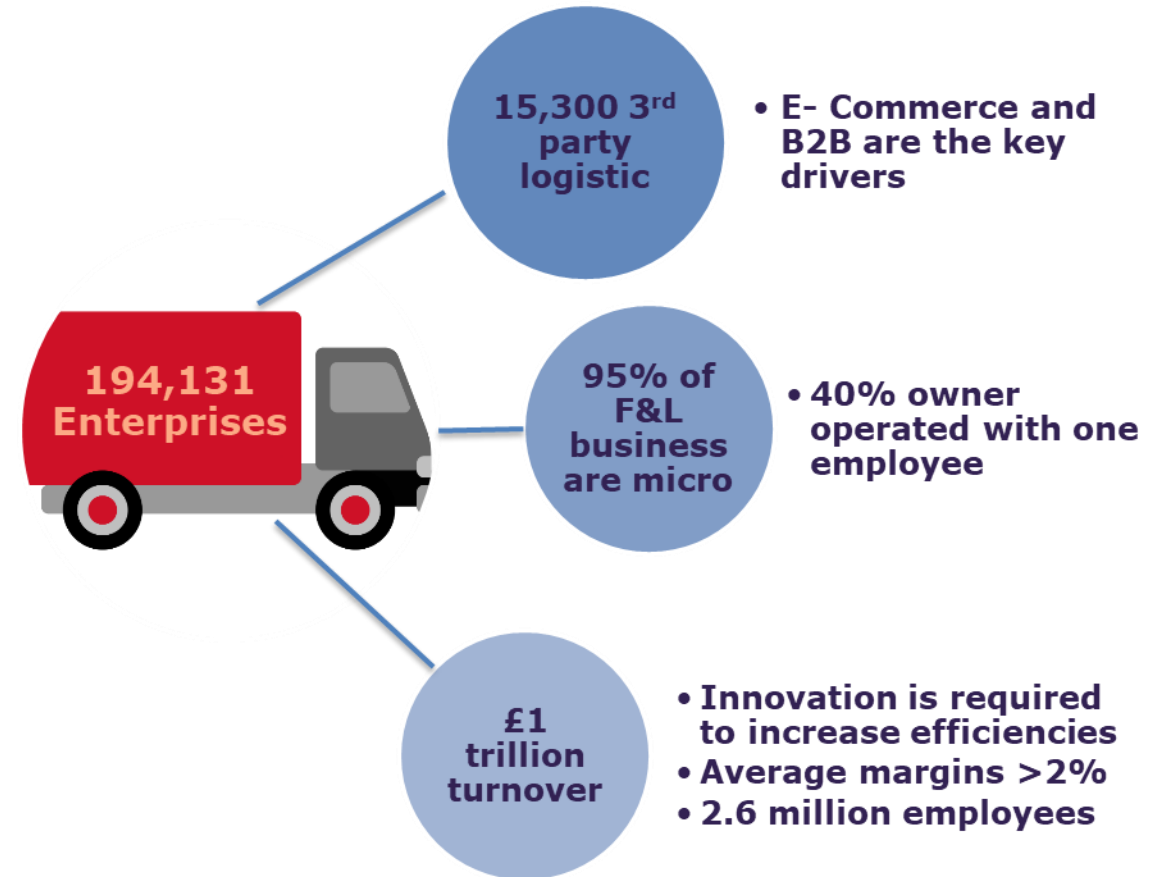 15,300 3rd
party
logistic
• E- Commerce and
B2B are the key
drivers
194,131
Enterprises
95% of
F&L
business
are micro
• 40% owner
operated with one
employee
£1
trillion
turnover
• Innovation is required
to increase efficiencies
• Average margins >2%
• 2.6 million employees